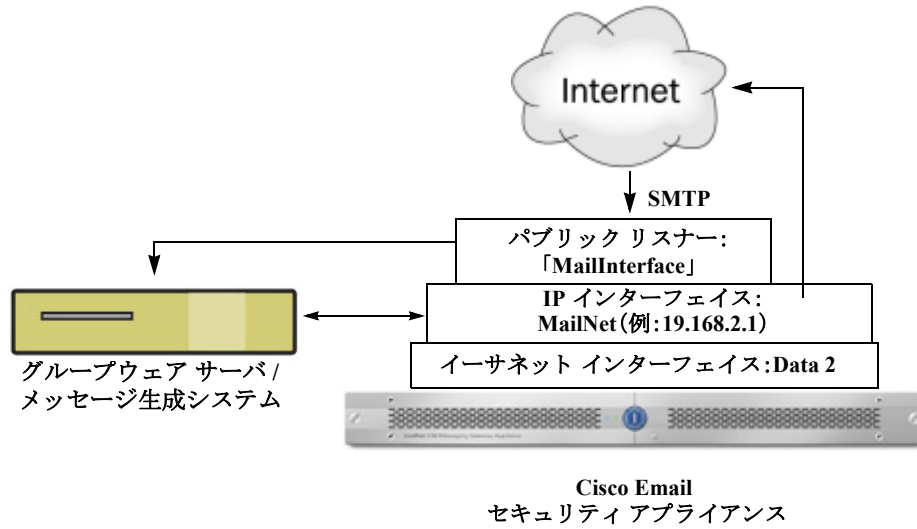 Internet
SMTP
パブリック リスナー:
「MailInterface」
IP インターフェイス:
MailNet(例:19.168.2.1)
イーサネット インターフェイス:Data 2
グループウェア サーバ /
メッセージ生成システム
Cisco Email
セキュリティ アプライアンス